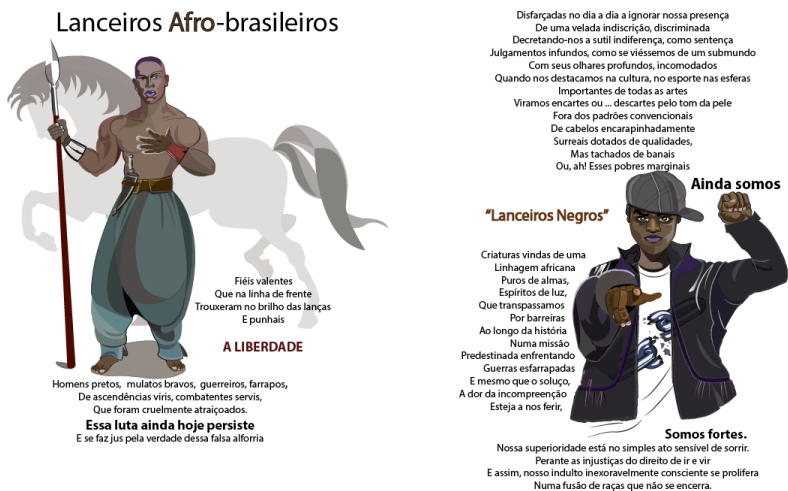 Lanceiros Afro-brasileiros
Fiéis valentes
Que na linha de frente
Trouxeram no brilho das lanças
E punhais
A LIBERDADE
Homens pretos, mulatos bravos, guerreiros, farrapos,
De ascendências viris, combatentes servis,
Que foram cruelmente atraiçoados.
Essa luta ainda hoje persiste
E se faz jus pela verdade dessa falsa alforria
Disfarçadas no dia a dia a ignorar nossa presença
De uma velada indiscrição, discriminada
Decretando-nos a sutil indiferença, como sentença
Julgamentos infundos, como se viéssemos de um submundo
Com seus olhares profundos, incomodados
Quando nos destacamos na cultura, no esporte nas esferas
Importantes de todas as artes
Viramos encartes ou ... descartes pelo tom da pele
Fora dos padrões convencionais
De cabelos encarapinhadamente
Surreais dotados de qualidades,
Mas tachados de banais
Ou, ah! Esses pobres marginais
Ainda somos
“Lanceiros Negros”
Criaturas vindas de uma
Linhagem africana
Puros de almas,
Espíritos de luz,
Que transpassamos
Por barreiras
Ao longo da história
Numa missão
Predestinada enfrentando
Guerras esfarrapadas
E mesmo que o soluço,
A dor da incompreenção
Esteja a nos ferir,
Somos fortes.
Nossa superioridade está no simples ato sensível de sorrir.
Perante as injustiças do direito de ir e vir
E assim, nosso indulto inexoravelmente consciente se prolifera
Numa fusão de raças que não se encerra.